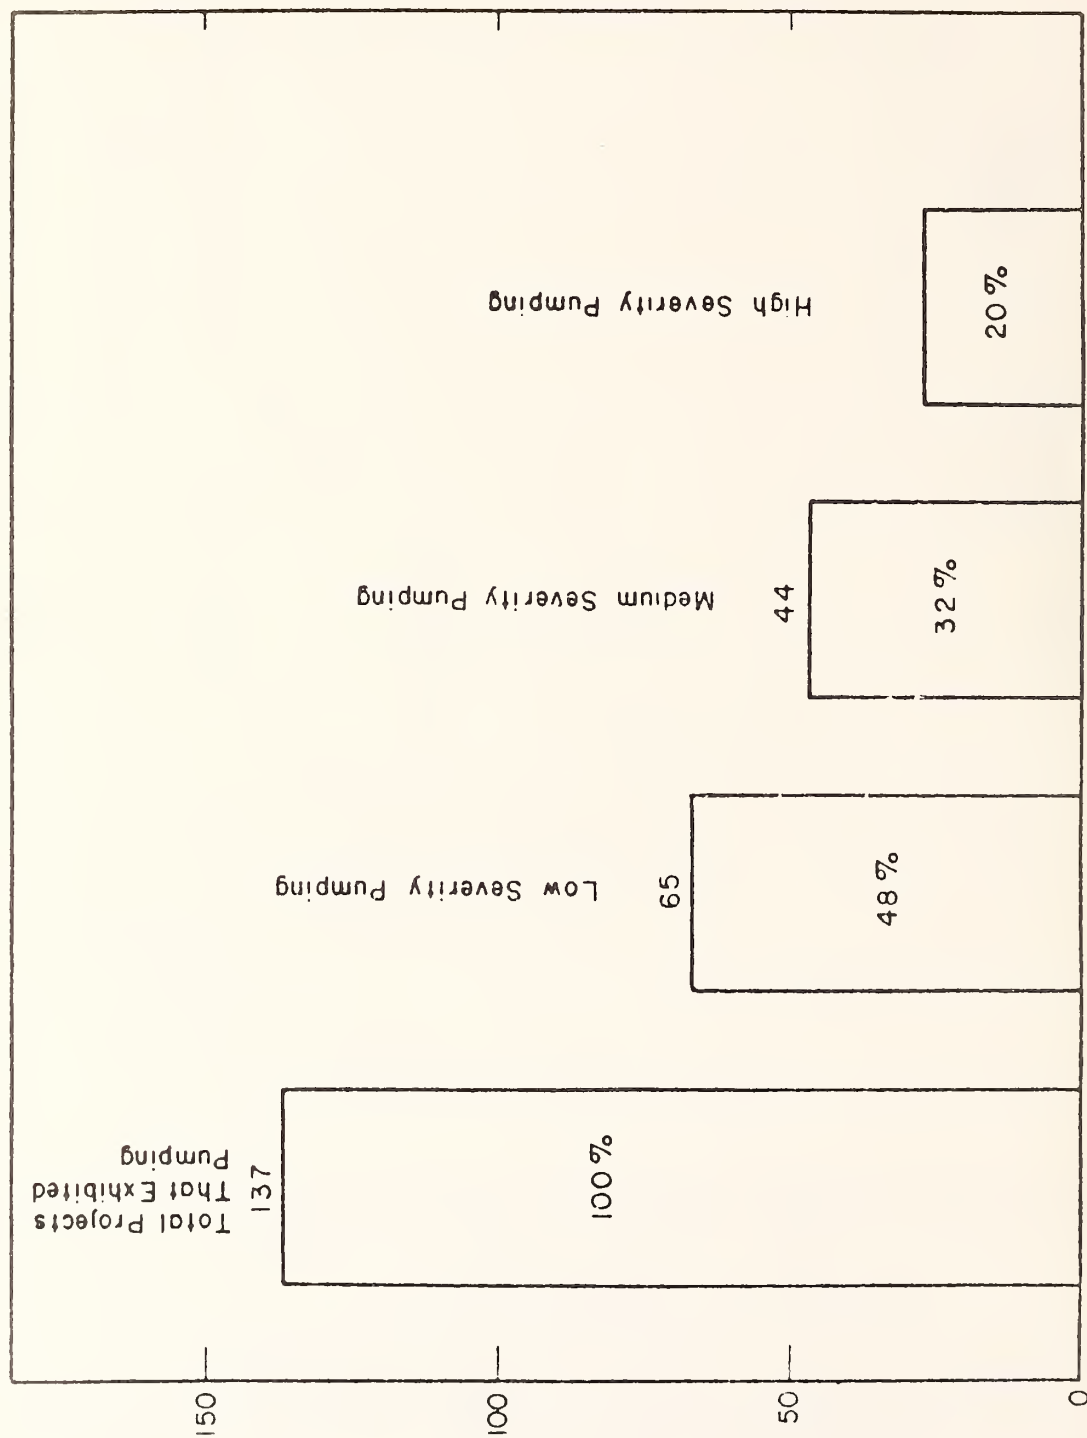 Total Projects
That Exhibited
Pumping
137
100%
Low Severity Pumping
65
48%
Medium Severity Pumping
44
32%
High Severity Pumping
20%
150
100
50
0